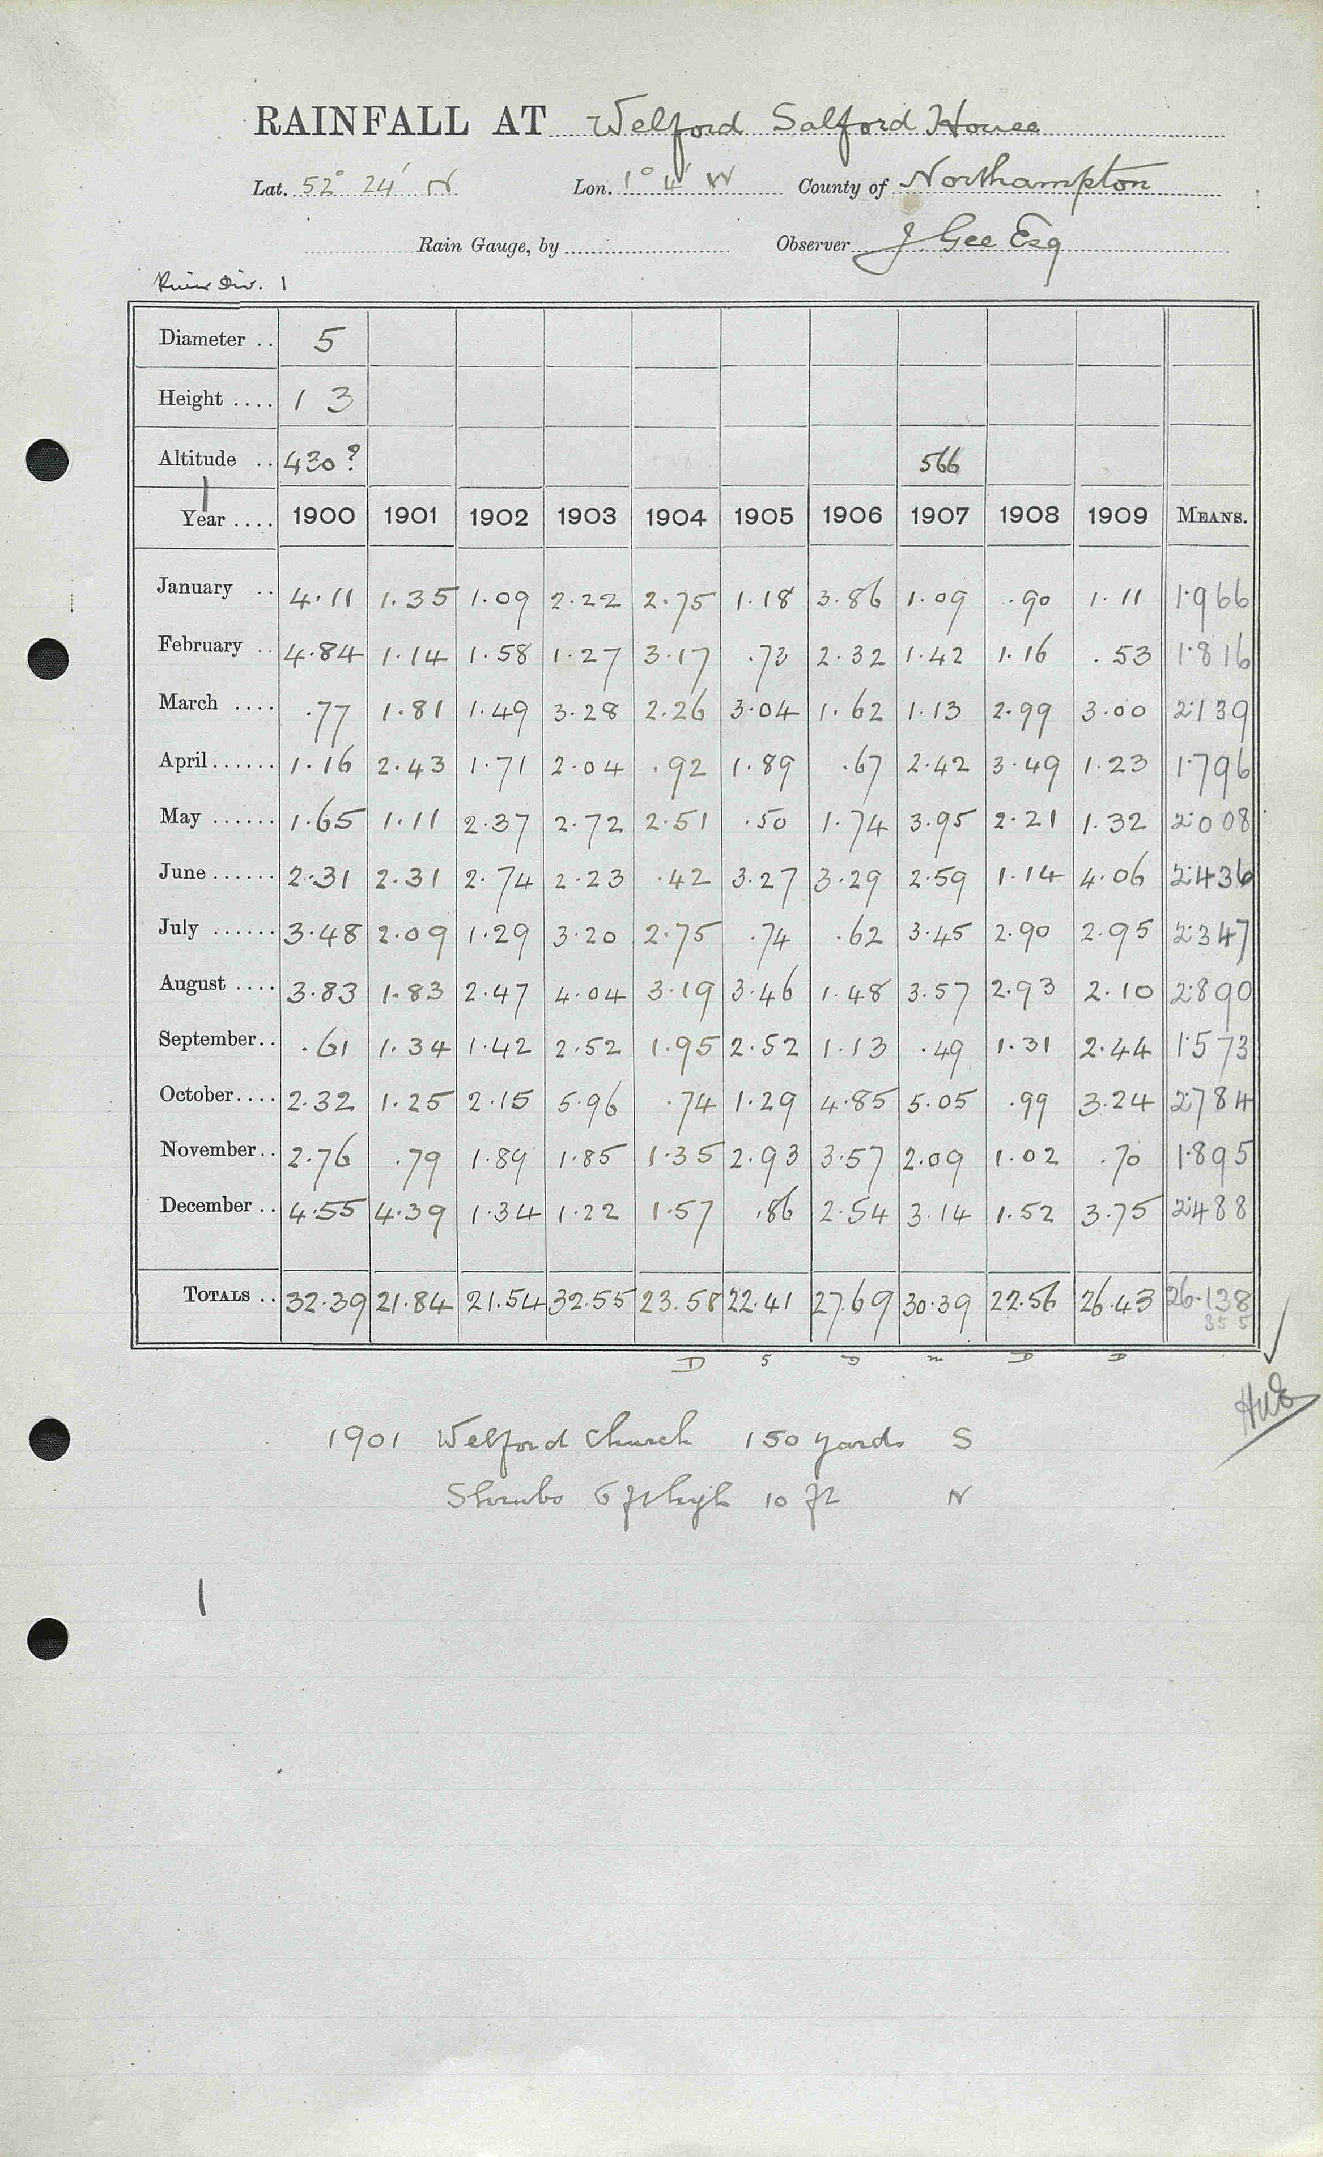 RAINFALL AT Welford Salford House
Lat. 52° 24' N Lon. 1° 4' W County of Northampton
Rain Gauge, by Observer J Gee Esq
River Div. 1
Diameter .. 5
Height .... 1 3
Altitude .. 430? 566
Year .... 1900 1901 1902 1903 1904 1905 1906 1907 1908 1909 MEANS.
January .. 4.11 1.35 1.09 2.22 2.75 1.18 3.86 1.09 .90 1.11 1.966
February .. 4.84 1.14 1.58 1.27 3.17 .73 2.32 1.42 1.16 .53 1.816
March .... .77 1.81 1.49 3.28 2.26 3.04 1.62 1.13 2.99 3.00 2.139
April...... 1.16 2.43 1.71 2.04 .92 1.89 .67 2.42 3.49 1.23 1.796
May ...... 1.65 1.11 2.37 2.72 2.51 .50 1.74 3.95 2.21 1.32 2.008
June...... 2.31 2.31 2.74 2.23 .42 3.27 3.29 2.59 1.14 4.06 2.436
July ...... 3.48 2.09 1.29 3.20 2.75 .74 .62 3.45 2.90 2.95 2.347
August .... 3.83 1.83 2.47 4.04 3.19 3.46 1.48 3.57 2.93 2.10 2.890
September.. .61 1.34 1.42 2.52 1.95 2.52 1.13 .49 1.31 2.44 1.573
October.... 2.32 1.25 2.15 5.96 .74 1.29 4.85 5.05 .99 3.24 2.784
November.. 2.76 .79 1.89 1.85 1.35 2.93 3.57 2.09 1.02 .70 1.895
December .. 4.55 4.39 1.34 1.22 1.57 .86 2.54 3.14 1.52 3.75 2.488
TOTALS .. 32.39 21.84 21.54 32.55 23.58 22.41 27.69 30.39 22.56 26.43 26.138
D S D m D D
1901 Welford Church 150 yards S
Shrubs 6 ft high 10 ft N